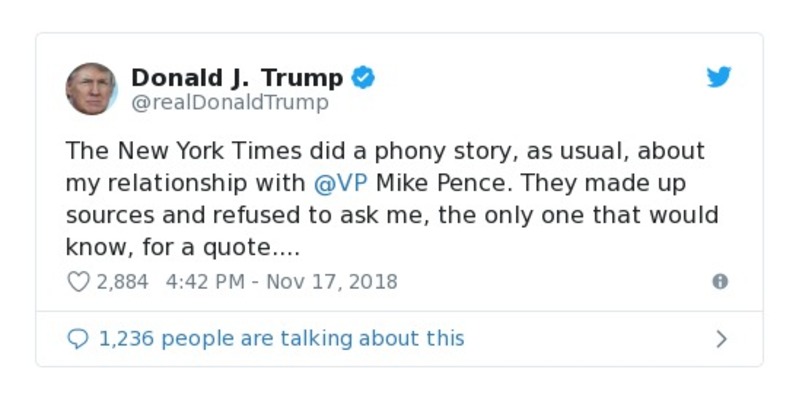 Donald J. Trump
@realDonaldTrump
The New York Times did a phony story, as usual, about
my relationship with @VP Mike Pence. They made up
sources and refused to ask me, the only one that would
know, for a quote....
2,884 4:42 PM - Nov 17, 2018
1,236 people are talking about this